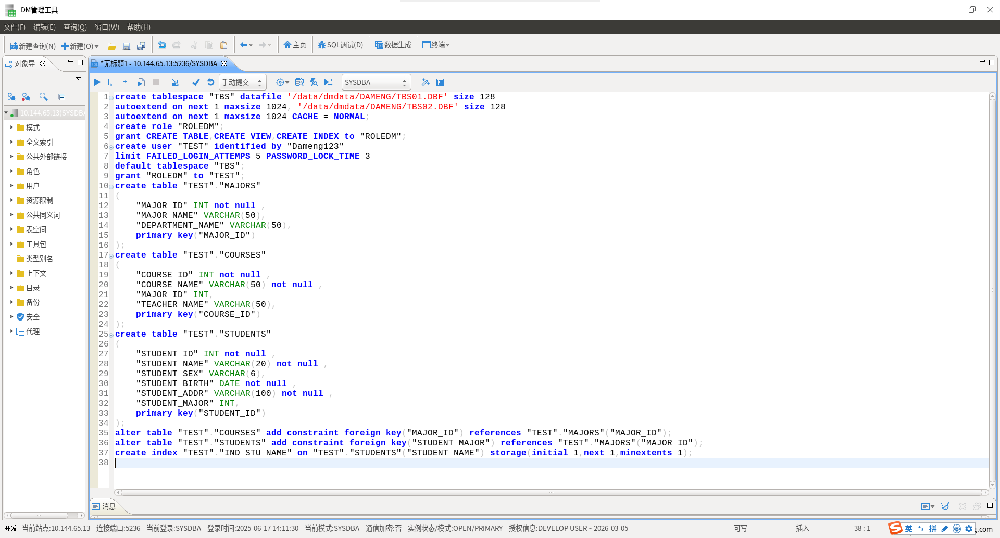 DM管理工具
文件(F) 编辑(E) 查询(Q) 窗口(W) 帮助(H)
新建查询(N) 新建(O) 主页 SQL调试(D) 数据生成 终端
对象导
*无标题1 - 10.144.65.13:5236/SYSDBA
手动提交 SYSDBA
10.144.65.13(SYSDBA
模式
全文索引
公共外部链接
角色
用户
资源限制
公共同义词
表空间
工具包
类型别名
上下文
目录
备份
安全
代理
1 create tablespace "TBS" datafile '/data/dmdata/DAMENG/TBS01.DBF' size 128
2 autoextend on next 1 maxsize 1024, '/data/dmdata/DAMENG/TBS02.DBF' size 128
3 autoextend on next 1 maxsize 1024 CACHE = NORMAL;
4 create role "ROLEDM";
5 grant CREATE TABLE,CREATE VIEW,CREATE INDEX to "ROLEDM";
6 create user "TEST" identified by "Dameng123"
7 limit FAILED_LOGIN_ATTEMPS 5 PASSWORD_LOCK_TIME 3
8 default tablespace "TBS";
9 grant "ROLEDM" to "TEST";
10 create table "TEST"."MAJORS"
11 (
12     "MAJOR_ID" INT not null ,
13     "MAJOR_NAME" VARCHAR(50),
14     "DEPARTMENT_NAME" VARCHAR(50),
15     primary key("MAJOR_ID")
16 );
17 create table "TEST"."COURSES"
18 (
19     "COURSE_ID" INT not null ,
20     "COURSE_NAME" VARCHAR(50) not null ,
21     "MAJOR_ID" INT,
22     "TEACHER_NAME" VARCHAR(50),
23     primary key("COURSE_ID")
24 );
25 create table "TEST"."STUDENTS"
26 (
27     "STUDENT_ID" INT not null ,
28     "STUDENT_NAME" VARCHAR(20) not null ,
29     "STUDENT_SEX" VARCHAR(6),
30     "STUDENT_BIRTH" DATE not null ,
31     "STUDENT_ADDR" VARCHAR(100) not null ,
32     "STUDENT_MAJOR" INT,
33     primary key("STUDENT_ID")
34 );
35 alter table "TEST"."COURSES" add constraint foreign key("MAJOR_ID") references "TEST"."MAJORS"("MAJOR_ID");
36 alter table "TEST"."STUDENTS" add constraint foreign key("STUDENT_MAJOR") references "TEST"."MAJORS"("MAJOR_ID");
37 create index "TEST"."IND_STU_NAME" on "TEST"."STUDENTS"("STUDENT_NAME") storage(initial 1,next 1,minextents 1);
38
消息
开发 当前站点:10.144.65.13 连接端口:5236 当前登录:SYSDBA 登录时间:2025-06-17 14:11:30 当前模式:SYSDBA 通信加密:否 实例状态/模式:OPEN/PRIMARY 授权信息:DEVELOP USER ~ 2026-03-05 可写 插入 38 : 1 英 拼 g.com